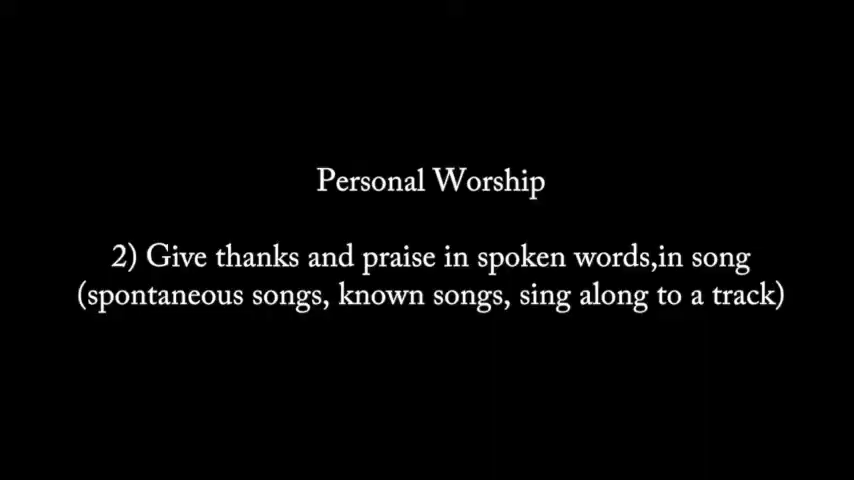 Personal Worship
2) Give thanks and praise in spoken words,in song
(spontaneous songs, known songs, sing along to a track)